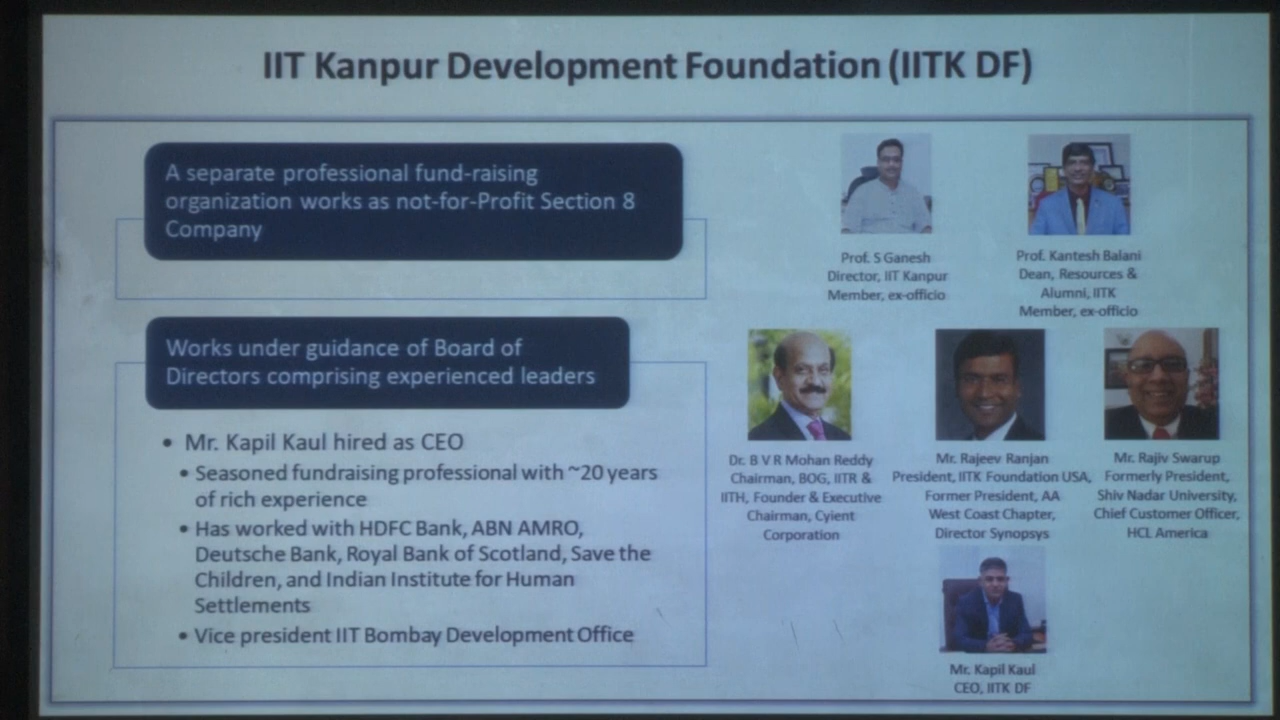 IIT Kanpur Development Foundation (IITK DF)
A separate professional fund-raising
organization works as not-for-Profit Section 8
Company
Works under guidance of Board of
Directors comprising experienced leaders
• Mr. Kapil Kaul hired as CEO
• Seasoned fundraising professional with ~20 years
of rich experience
• Has worked with HDFC Bank, ABN AMRO,
Deutsche Bank, Royal Bank of Scotland, Save the
Children, and Indian Institute for Human
Settlements
• Vice president IIT Bombay Development Office
Prof. S Ganesh
Director, IIT Kanpur
Member, ex-officio
Prof. Kantesh Balani
Dean, Resources &
Alumni, IITK
Member, ex-officio
Dr. B V R Mohan Reddy
Chairman, BOG, IITR &
IITH, Founder & Executive
Chairman, Cyient
Corporation
Mr. Rajeev Ranjan
President, IITK Foundation USA,
Former President, AA
West Coast Chapter,
Director Synopsys
Mr. Rajiv Swarup
Formerly President,
Shiv Nadar University,
Chief Customer Officer,
HCL America
Mr. Kapil Kaul
CEO, IITK DF